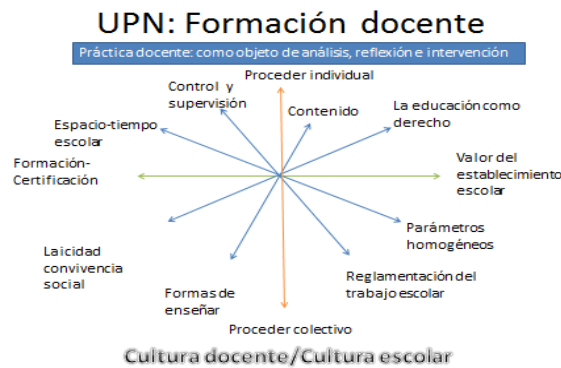 UPN: Formación docente
Práctica docente: como objeto de análisis, reflexión e intervención
Proceder individual
Control y
supervisión
Contenido
La educación como
derecho
Espacio-tiempo
escolar
Formación-
Certificación
Valor del
establecimiento
escolar
Parámetros
homogéneos
Laicidad
convivencia
social
Reglamentación del
trabajo escolar
Formas de
enseñar
Proceder colectivo
Cultura docente/Cultura escolar